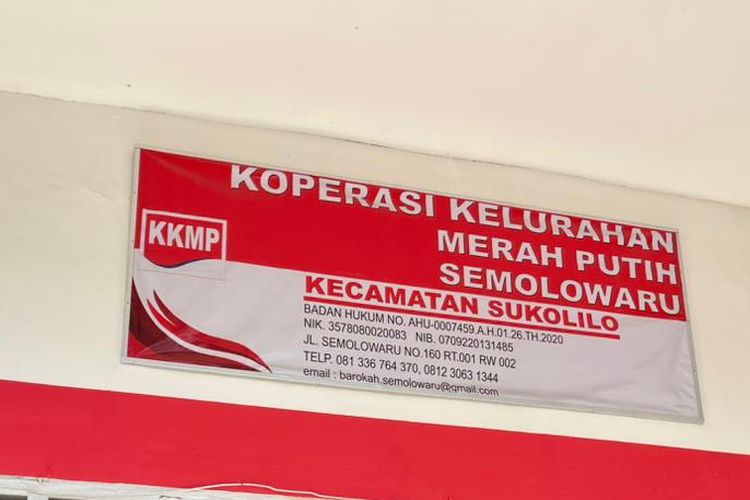 KKMP
KOPERASI KELURAHAN
MERAH PUTIH
SEMOLOWARU
KECAMATAN SUKOLILO
BADAN HUKUM NO. AHU-0007459.A.H.01.26.TH.2020
NIK. 3578080020083 NIB. 0709220131485
JL. SEMOLOWARU NO.160 RT.001 RW 002
TELP. 081 336 764 370, 0812 3063 1344
email : barokah.semolowaru@gmail.com